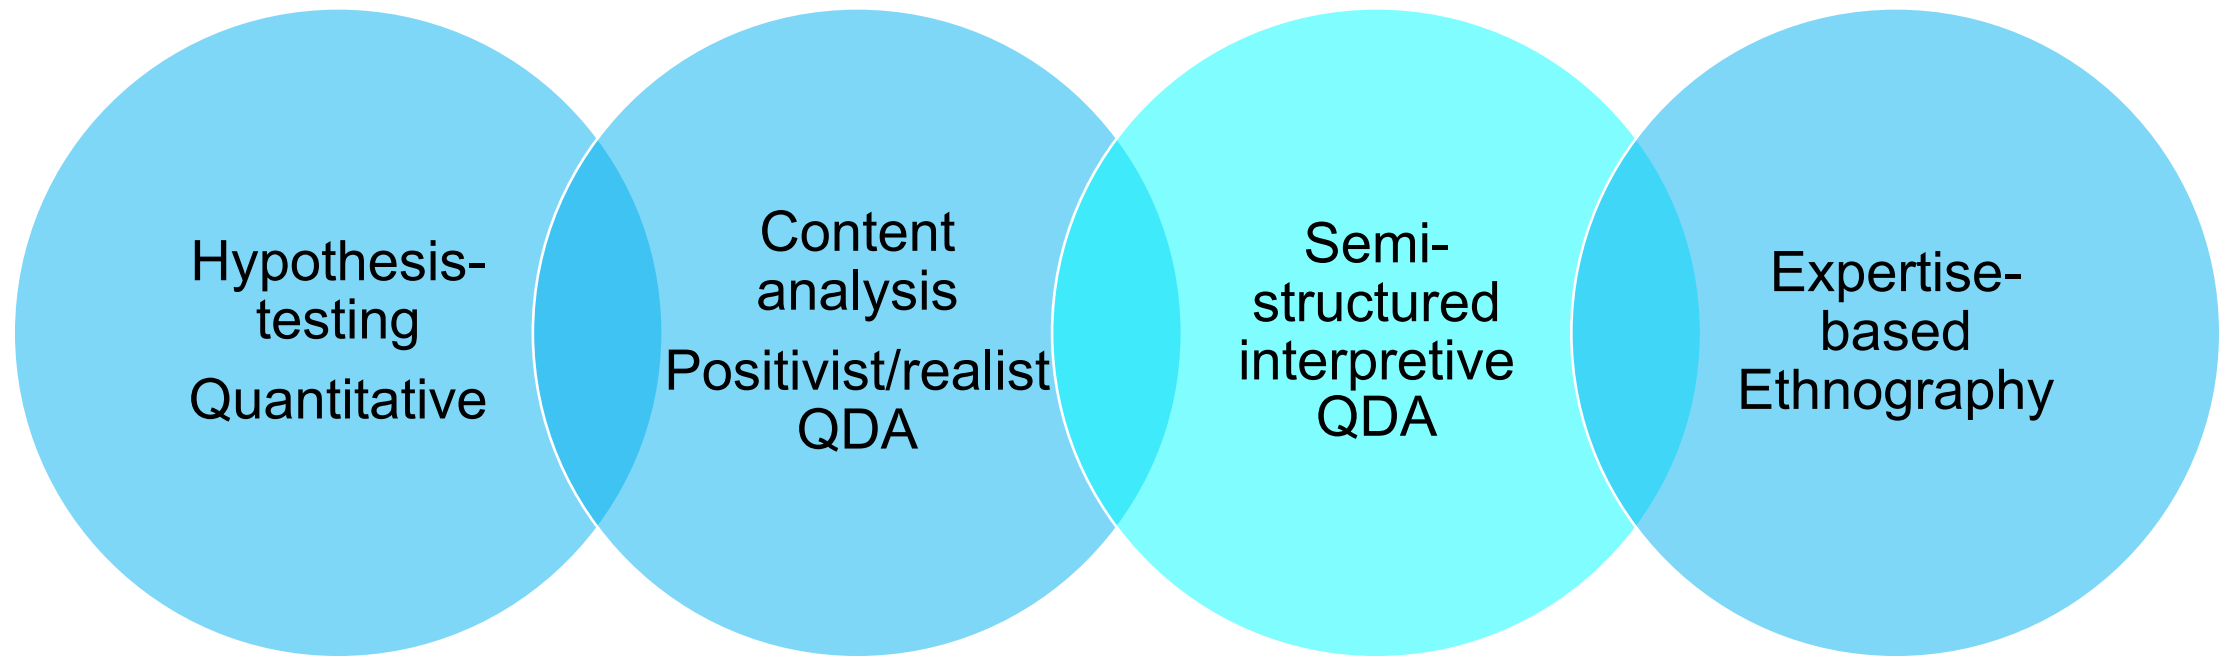 Hypothesis-
testing
Quantitative
Content
analysis
Positivist/realist
QDA
Semi-
structured
interpretive
QDA
Expertise-
based
Ethnography